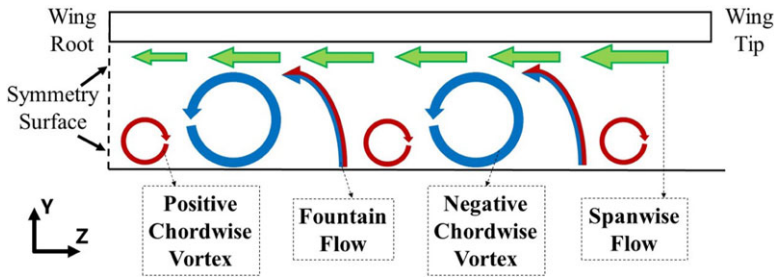 Wing
Root
Wing
Tip
Symmetry
Surface
Positive
Chordwise
Vortex
Fountain
Flow
Negative
Chordwise
Vortex
Spanwise
Flow
Y
Z